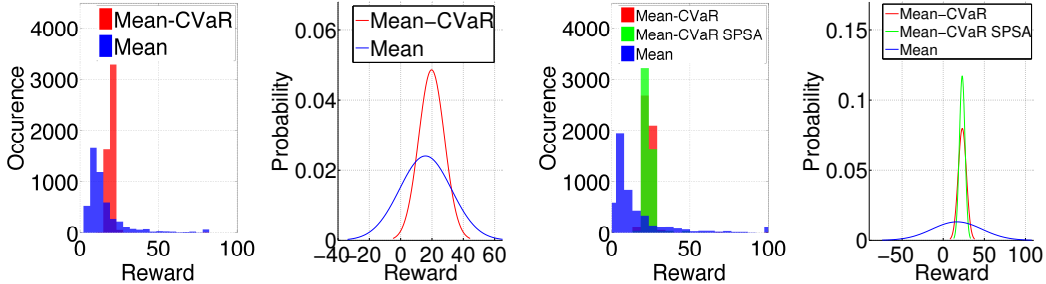 4000
3000
2000
1000
0
Occurence
Mean-CVaR
Mean
0 50 100
Reward
0.06
0.04
0.02
0
Probability
Mean−CVaR
Mean
−40−20 0 20 40 60
Reward
4000
3000
2000
1000
0
Occurence
Mean-CVaR
Mean-CVaR SPSA
Mean
0 50 100
Reward
0.15
0.1
0.05
0
Probability
Mean−CVaR
Mean−CVaR SPSA
Mean
−50 0 50 100
Reward